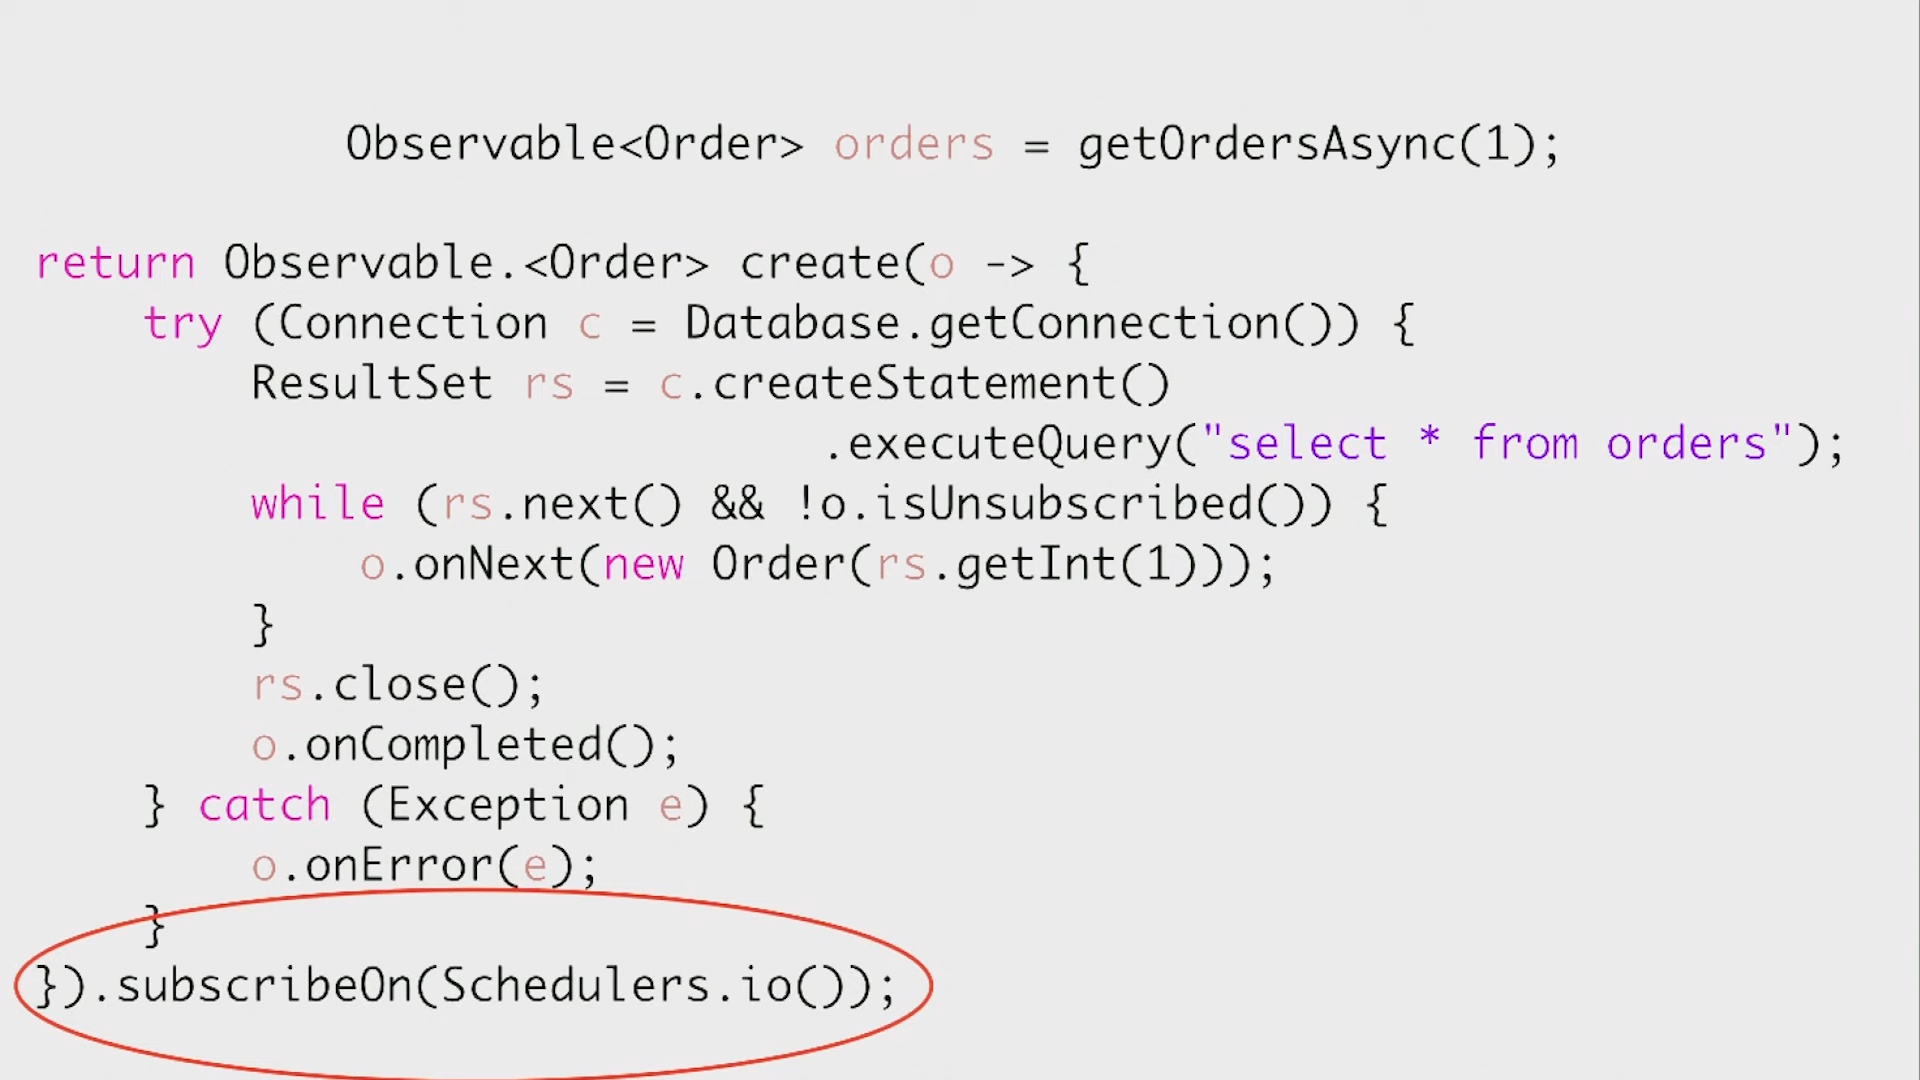 Observable<Order> orders = getOrdersAsync(1);
return Observable.<Order> create(o -> {
try (Connection c = Database.getConnection()) {
ResultSet rs = c.createStatement()
.executeQuery("select * from orders");
while (rs.next() && !o.isUnsubscribed()) {
o.onNext(new Order(rs.getInt(1)));
}
rs.close();
o.onCompleted();
} catch (Exception e) {
o.onError(e);
}
}).subscribeOn(Schedulers.io());